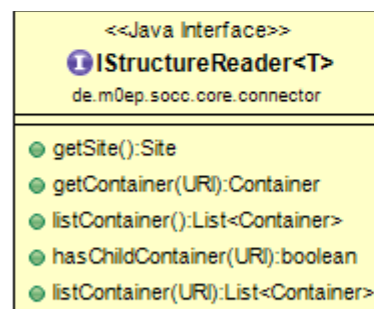 <<Java Interface>>
I IStructureReader<T>
de.m0ep.socc.core.connector
getSite():Site
getContainer(URI):Container
listContainer():List<Container>
hasChildContainer(URI):boolean
listContainer(URI):List<Container>